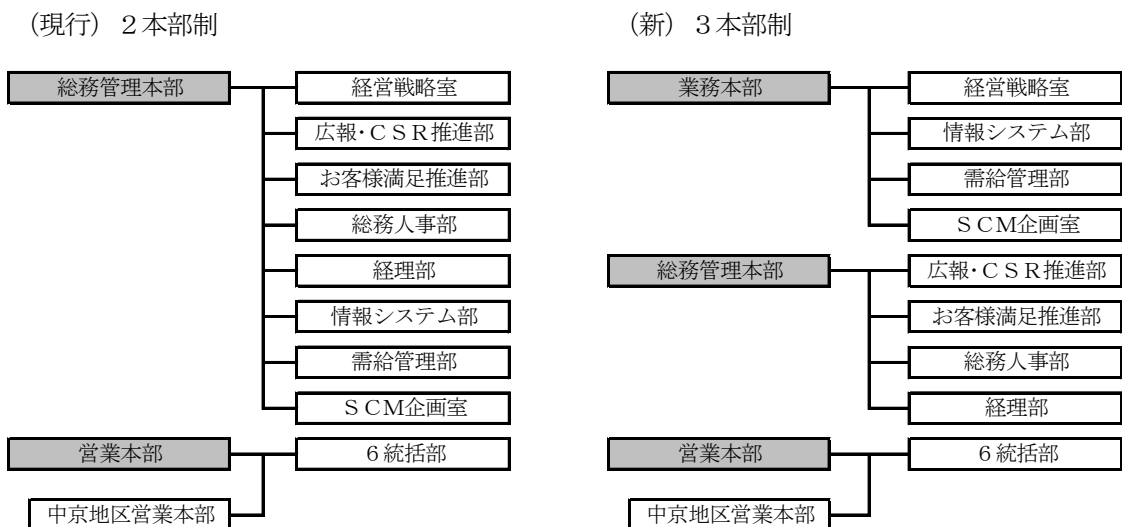 （現行）２本部制
総務管理本部
経営戦略室
広報･ＣＳＲ推進部
お客様満足推進部
総務人事部
経理部
情報システム部
需給管理部
ＳＣＭ企画室
営業本部
６統括部
中京地区営業本部
（新）３本部制
業務本部
経営戦略室
情報システム部
需給管理部
ＳＣＭ企画室
総務管理本部
広報･ＣＳＲ推進部
お客様満足推進部
総務人事部
経理部
営業本部
６統括部
中京地区営業本部